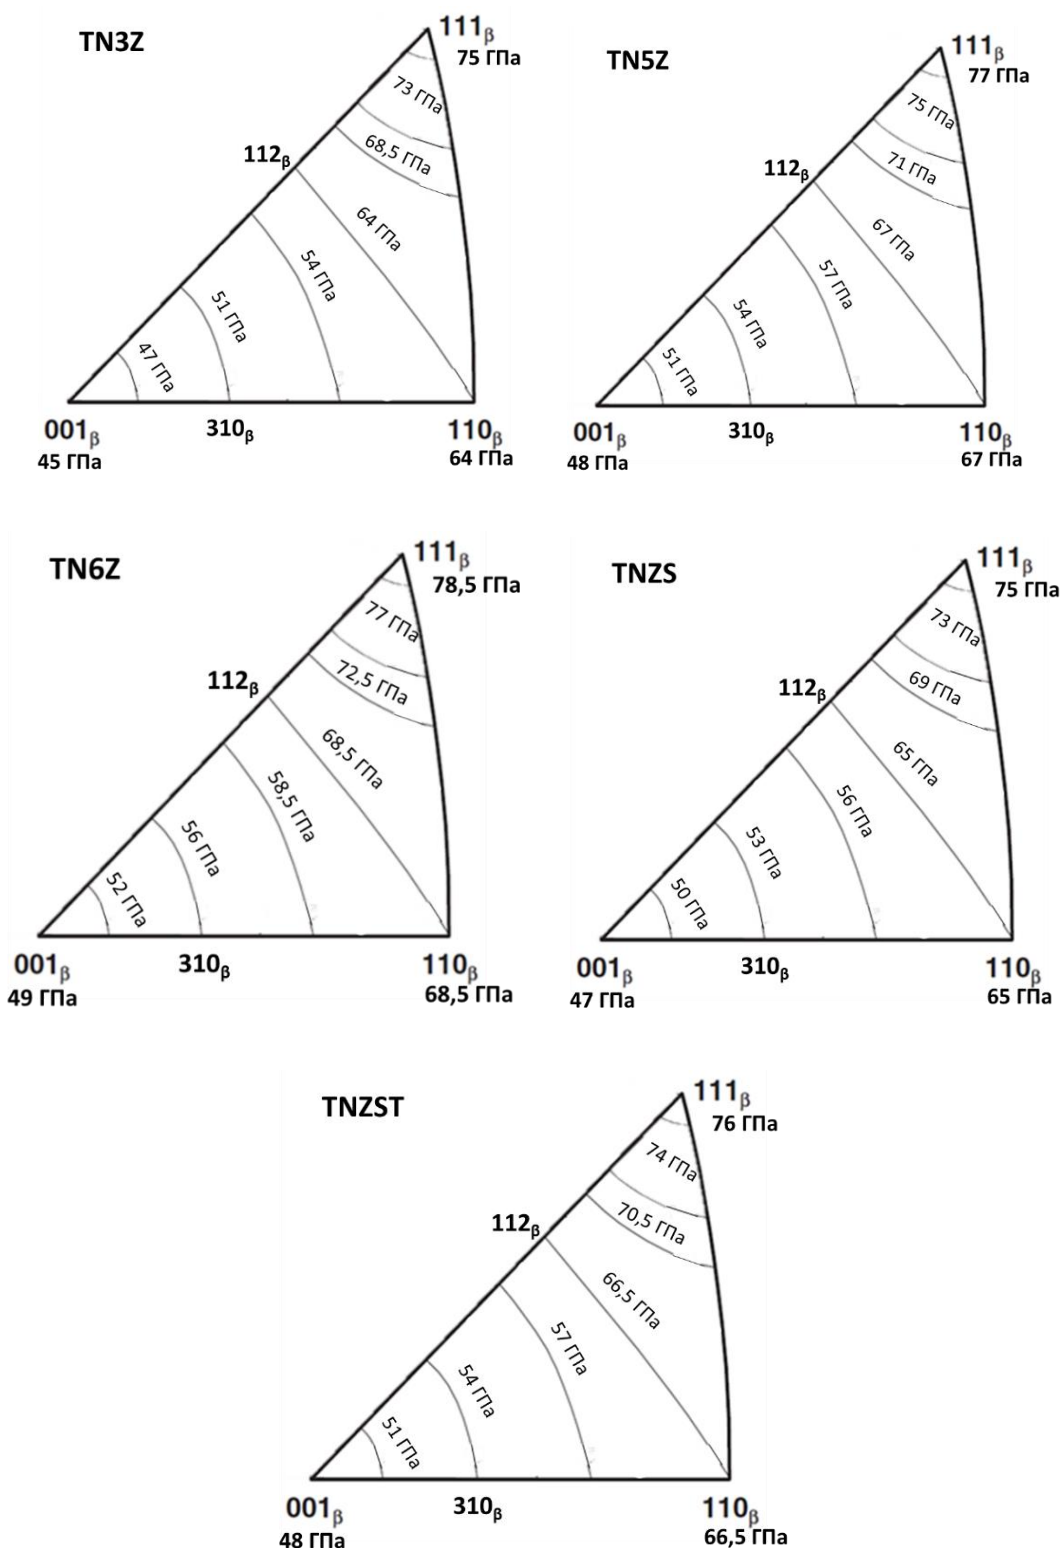 TN3Z
111β
75 ГПа
73 ГПа
68,5 ГПа
112β
64 ГПа
54 ГПа
51 ГПа
47 ГПа
001β
310β
110β
45 ГПа
64 ГПа
TN5Z
111β
77 ГПа
75 ГПа
71 ГПа
112β
67 ГПа
57 ГПа
54 ГПа
51 ГПа
001β
310β
110β
48 ГПа
67 ГПа
TN6Z
111β
78,5 ГПа
77 ГПа
72,5 ГПа
112β
68,5 ГПа
58,5 ГПа
56 ГПа
52 ГПа
001β
310β
110β
49 ГПа
68,5 ГПа
TNZS
111β
75 ГПа
73 ГПа
69 ГПа
112β
65 ГПа
56 ГПа
53 ГПа
50 ГПа
001β
310β
110β
47 ГПа
65 ГПа
TNZST
111β
76 ГПа
74 ГПа
70,5 ГПа
112β
66,5 ГПа
57 ГПа
54 ГПа
51 ГПа
001β
310β
110β
48 ГПа
66,5 ГПа